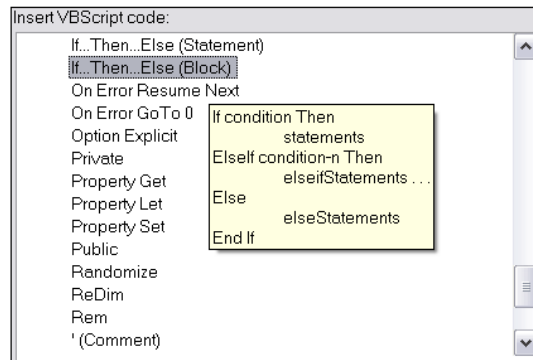 Insert VBScript code:
If...Then...Else (Statement)
If...Then...Else (Block)
On Error Resume Next
On Error GoTo 0
Option Explicit
Private
Property Get
Property Let
Property Set
Public
Randomize
ReDim
Rem
' (Comment)
If condition Then
statements
ElseIf condition-n Then
elseifStatements . . .
Else
elseStatements
End If